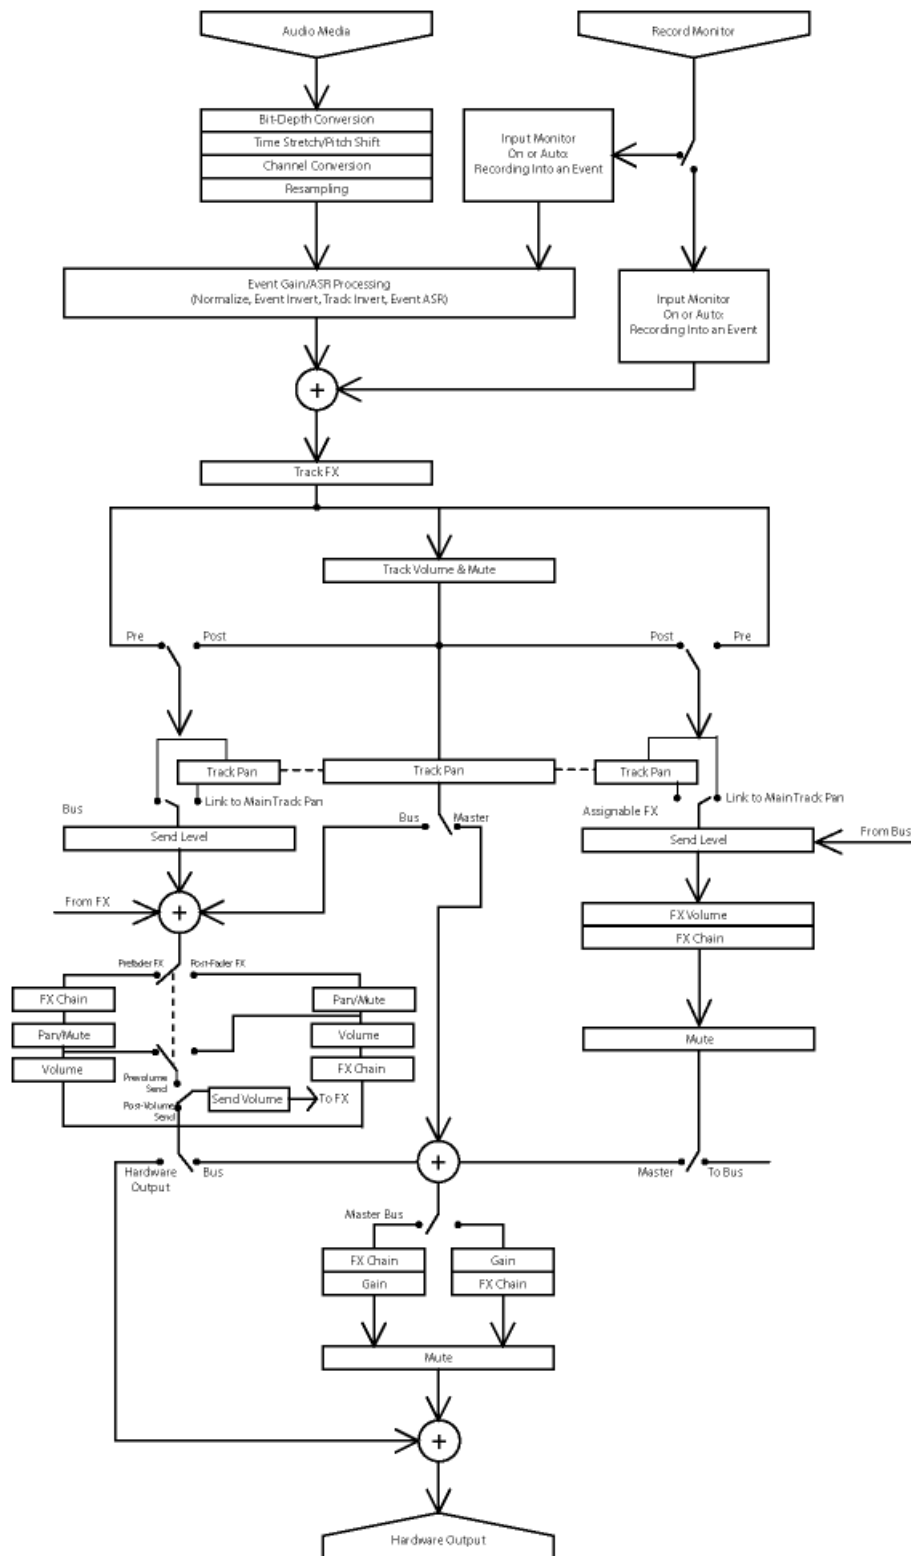 Audio Media
Record Monitor
Bit-Depth Conversion
Time Stretch/Pitch Shift
Channel Conversion
Resampling
Input Monitor
On or Auto:
Recording Into an Event
Event Gain/ASR Processing
(Normalize, Event Invert, Track Invert, Event ASR)
Input Monitor
On or Auto:
Recording Into an Event
+
Track FX
Track Volume & Mute
Pre
Post
Post
Pre
Track Pan
Track Pan
Track Pan
Link to Main Track Pan
Link to Main Track Pan
Bus
Bus
Master
Assignable FX
Send Level
Send Level
From Bus
From FX
+
FX Volume
FX Chain
Prefader FX
Post-Fader FX
FX Chain
Pan/Mute
Pan/Mute
Volume
Mute
Volume
FX Chain
Prevolume
Send
Post-Volume
Send
Send Volume
To FX
Hardware
Output
Bus
+
Master
To Bus
Master Bus
FX Chain
Gain
Gain
FX Chain
Mute
+
Hardware Output